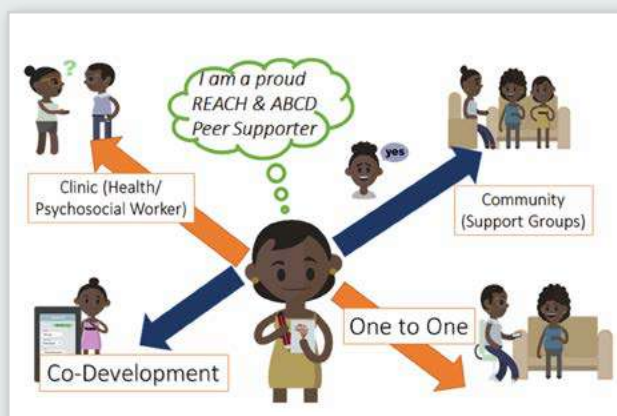 ?
I am a proud
REACH & ABCD
Peer Supporter
yes
Clinic (Health/
Psychosocial Worker)
Community
(Support Groups)
One to One
Co-Development